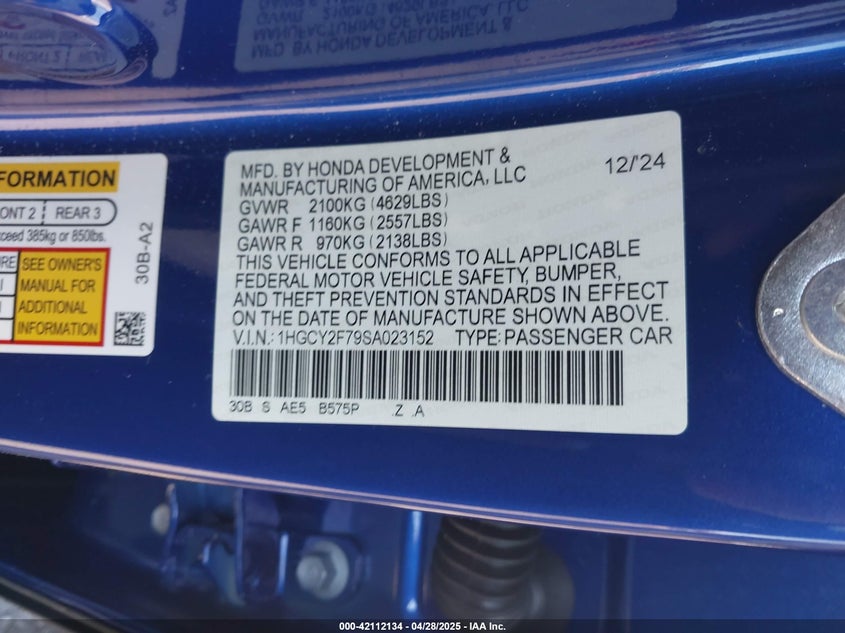 MFD. BY HONDA DEVELOPMENT &
MANUFACTURING OF AMERICA, LLC
12/'24
GVWR 2100KG (4629LBS)
GAWR F 1160KG (2557LBS)
GAWR R 970KG (2138LBS)
THIS VEHICLE CONFORMS TO ALL APPLICABLE
FEDERAL MOTOR VEHICLE SAFETY, BUMPER,
AND THEFT PREVENTION STANDARDS IN EFFECT
ON THE DATE OF MANUFACTURE SHOWN ABOVE.
V.I.N.: 1HGCY2F79SA023152 TYPE: PASSENGER CAR
30B S AE5 B575P .Z .A
FRONT 2
2 REAR 3
385kg or 850lbs.
SEE OWNER'S
MANUAL FOR
ADDITIONAL
INFORMATION
30B-A2
000-42112134 - 04/28/2025 - IAA Inc.